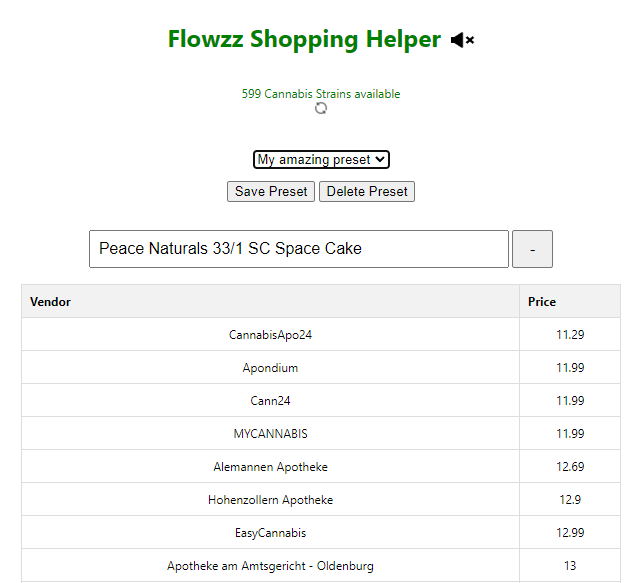 Flowzz Shopping Helper
599 Cannabis Strains available
My amazing preset
Save Preset Delete Preset
Peace Naturals 33/1 SC Space Cake -
Vendor Price
CannabisApo24 11.29
Apondium 11.99
Cann24 11.99
MYCANNABIS 11.99
Alemannen Apotheke 12.69
Hohenzollern Apotheke 12.9
EasyCannabis 12.99
Apotheke am Amtsgericht - Oldenburg 13